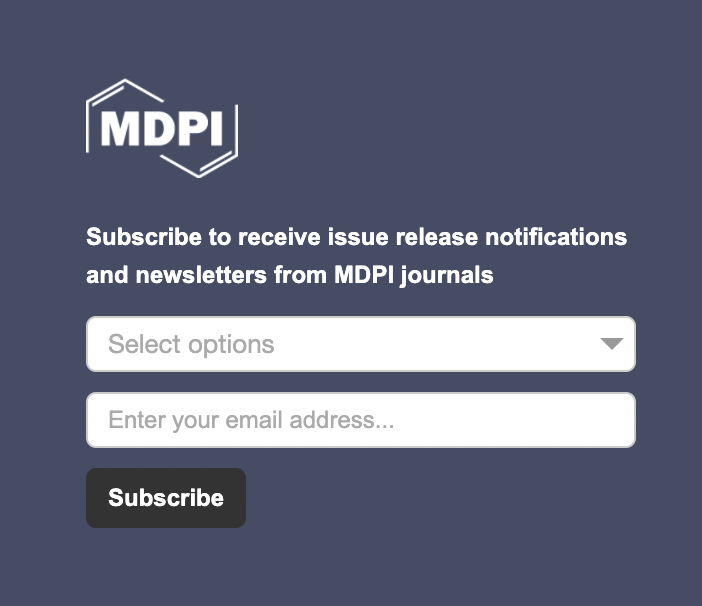 MDPI
Subscribe to receive issue release notifications
and newsletters from MDPI journals
Select options
Enter your email address...
Subscribe